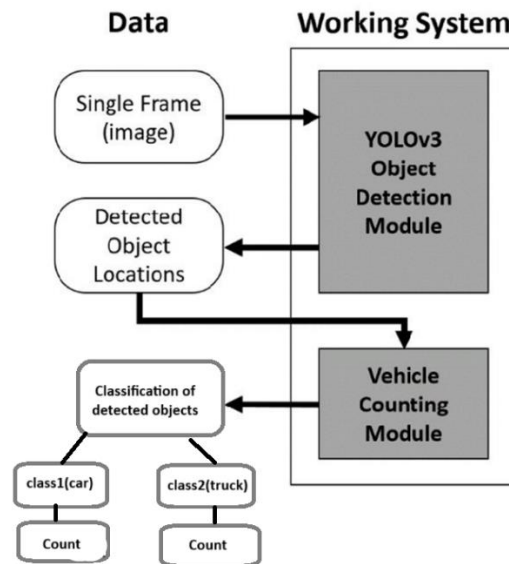 Data
Working System
Single Frame
(image)
YOLOv3
Object
Detection
Module
Detected
Object
Locations
Classification of
detected objects
Vehicle
Counting
Module
class1(car)
class2(truck)
Count
Count